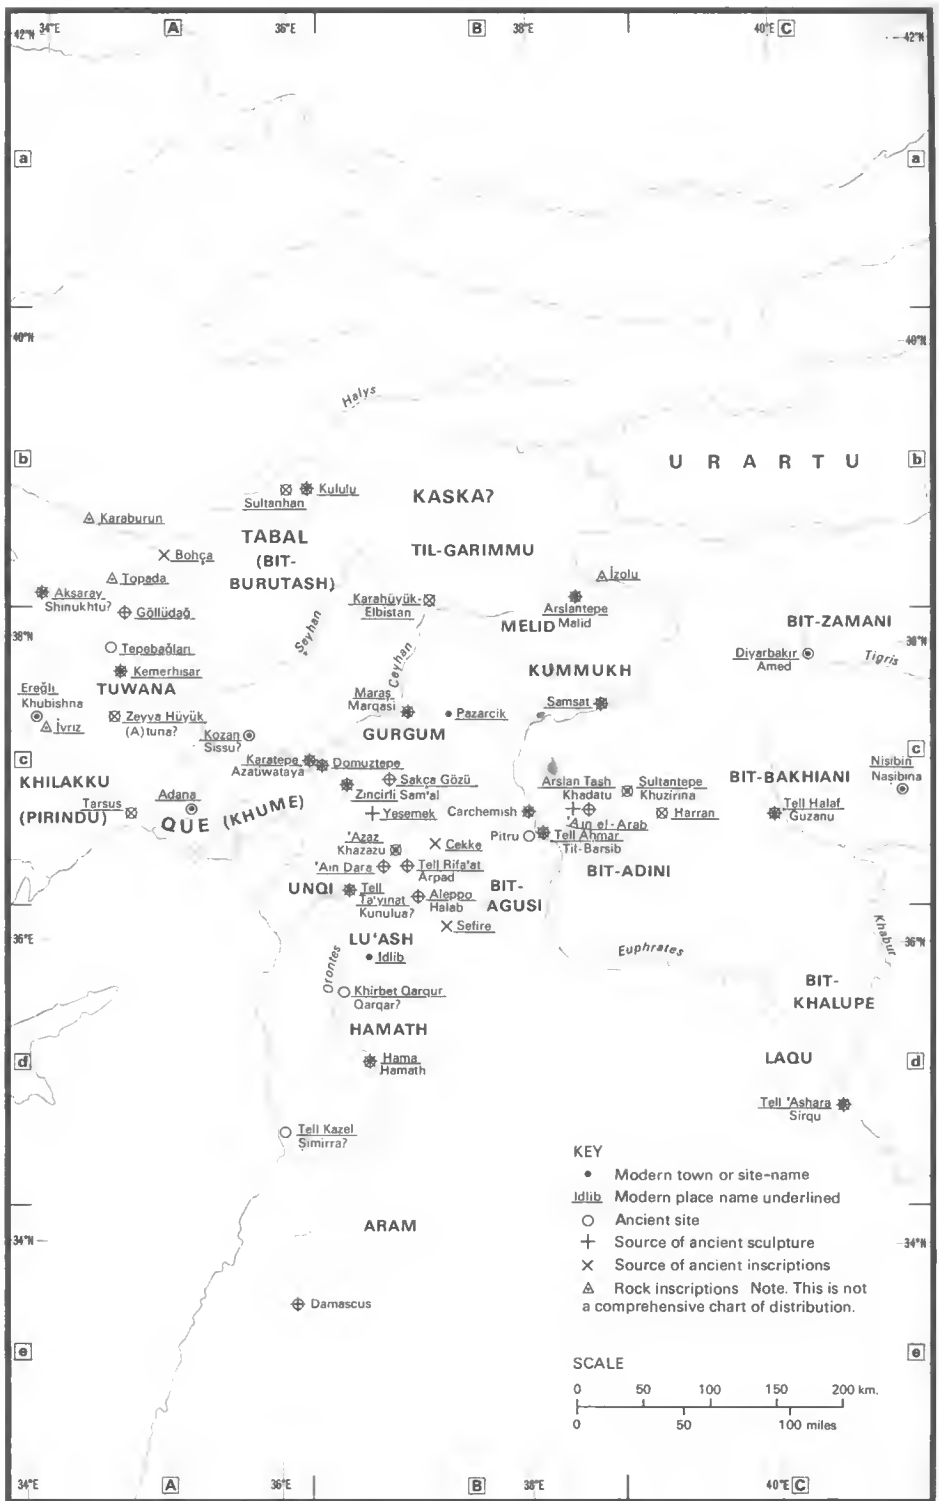 34°E A 36°E B 38°E 40°E C
42°N 42°N
a a
40°N 40°N
Halys
b U R A R T U b
Kululu
Sultanhan
KASKA?
Karaburun
TABAL
(BIT-
BURUTASH)
Bohça
TIL-GARIMMU
Topada
İzolu
Aksaray
Shinukhtu?
Göllüdağ
Karahüyük-
Elbistan
Arslantepe
Malid
MELID
BIT-ZAMANI
38°N 38°N
Seyhan
Ceyhan
Tepebağları
Diyarbakır
Amed
Tigris
Kemerhısar
TUWANA
KUMMUKH
Ereğlı
Khubishna
İvrız
Zeyva Hüyük
(A)tuna?
Maraş
Marqasi
Pazarcik
Samsat
Kozan
Sissu?
GURGUM
c c
Karatepe
Azatiwataya
Domuztepe
Nisibin
Nasibina
KHILAKKU
(PIRINDU)
Sakça Gözü
Zıncirli Sam'al
Arslan Tash
Khadatu
Sultantepe
Khuzirina
BIT-BAKHIANI
Tarsus
Adana
QUE (KHUME)
Yesemek
Carchemish
'Aın el-Arab
Harran
Tell Halaf
Guzanu
Pitru
Tell Ahmar
Til-Barsib
'Azaz
Khazazu
Cekke
'Aın Dara
Tell Rifa'at
Arpad
BIT-ADINI
UNQI
Tell
Ta'yınat
Kunulua?
Aleppo
Halab
BIT-
AGUSI
Sefire
36°E 36°N
LU'ASH
Idlib
Orontes
Euphrates
Khabur
Khirbet Qarqur
Qarqar?
BIT-
KHALUPE
HAMATH
d d
Hama
Hamath
LAQU
Tell 'Ashara
Sirqu
Tell Kazel
Simirra?
KEY
Modern town or site-name
Idlib Modern place name underlined
Ancient site
Source of ancient sculpture
Source of ancient inscriptions
Rock inscriptions Note. This is not
a comprehensive chart of distribution.
34°N 34°N
ARAM
Damascus
e e
SCALE
0 50 100 150 200 km.
0 50 100 miles
34°E A 36°E B 38°E 40°E C